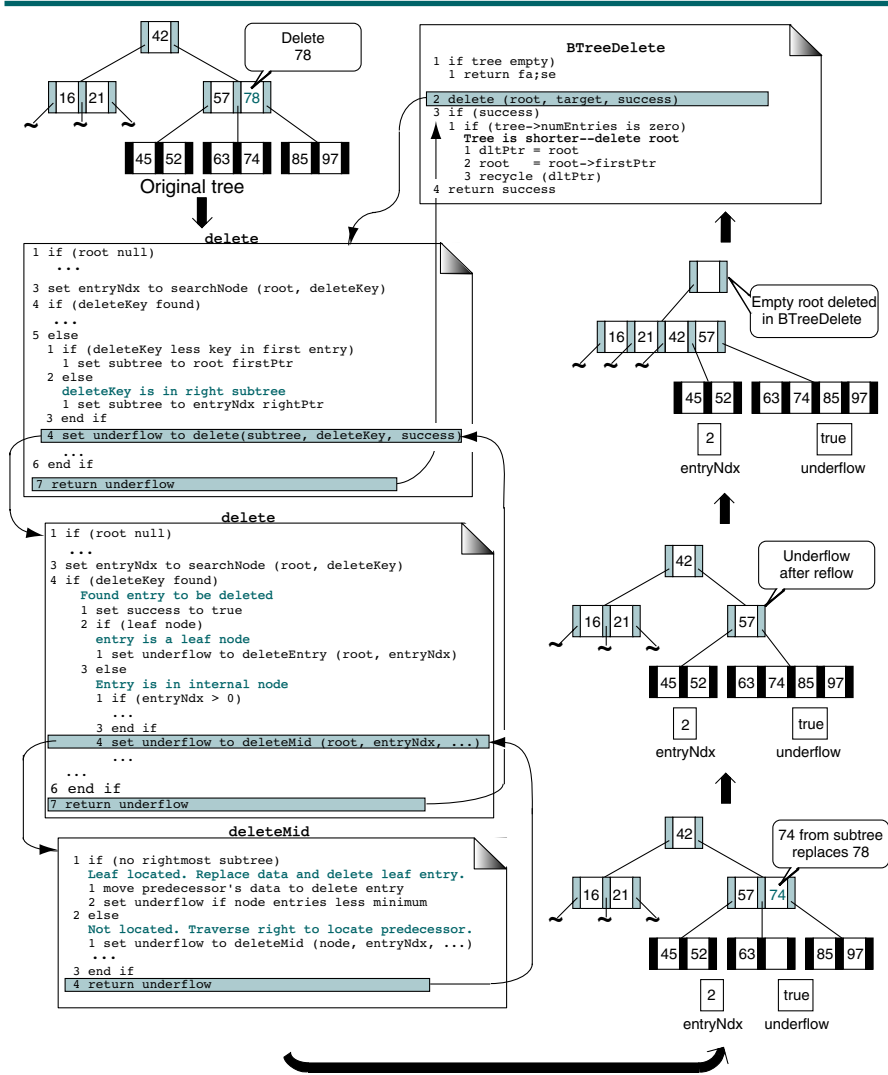 42
Delete
78
16 21
57 78
~ ~ ~
45 52 63 74 85 97
Original tree
BTreeDelete
1 if tree empty)
1 return fa;se
2 delete (root, target, success)
3 if (success)
1 if (tree->numEntries is zero)
Tree is shorter--delete root
1 dltPtr = root
2 root = root->firstPtr
3 recycle (dltPtr)
4 return success
delete
1 if (root null)
...
3 set entryNdx to searchNode (root, deleteKey)
4 if (deleteKey found)
...
5 else
1 if (deleteKey less key in first entry)
1 set subtree to root firstPtr
2 else
deleteKey is in right subtree
1 set subtree to entryNdx rightPtr
3 end if
4 set underflow to delete(subtree, deleteKey, success)
...
6 end if
7 return underflow
delete
1 if (root null)
...
3 set entryNdx to searchNode (root, deleteKey)
4 if (deleteKey found)
Found entry to be deleted
1 set success to true
2 if (leaf node)
entry is a leaf node
1 set underflow to deleteEntry (root, entryNdx)
3 else
Entry is in internal node
1 if (entryNdx > 0)
...
3 end if
4 set underflow to deleteMid (root, entryNdx, ...)
...
...
6 end if
7 return underflow
deleteMid
1 if (no rightmost subtree)
Leaf located. Replace data and delete leaf entry.
1 move predecessor's data to delete entry
2 set underflow if node entries less minimum
2 else
Not located. Traverse right to locate predecessor.
1 set underflow to deleteMid (node, entryNdx, ...)
...
3 end if
4 return underflow
Empty root deleted
in BTreeDelete
16 21 42 57
~ ~ ~
45 52 63 74 85 97
2 true
entryNdx underflow
42
Underflow
after reflow
16 21 57
~ ~ ~
45 52 63 74 85 97
2 true
entryNdx underflow
42
74 from subtree
replaces 78
16 21 57 74
~ ~ ~
45 52 63 85 97
2 true
entryNdx underflow